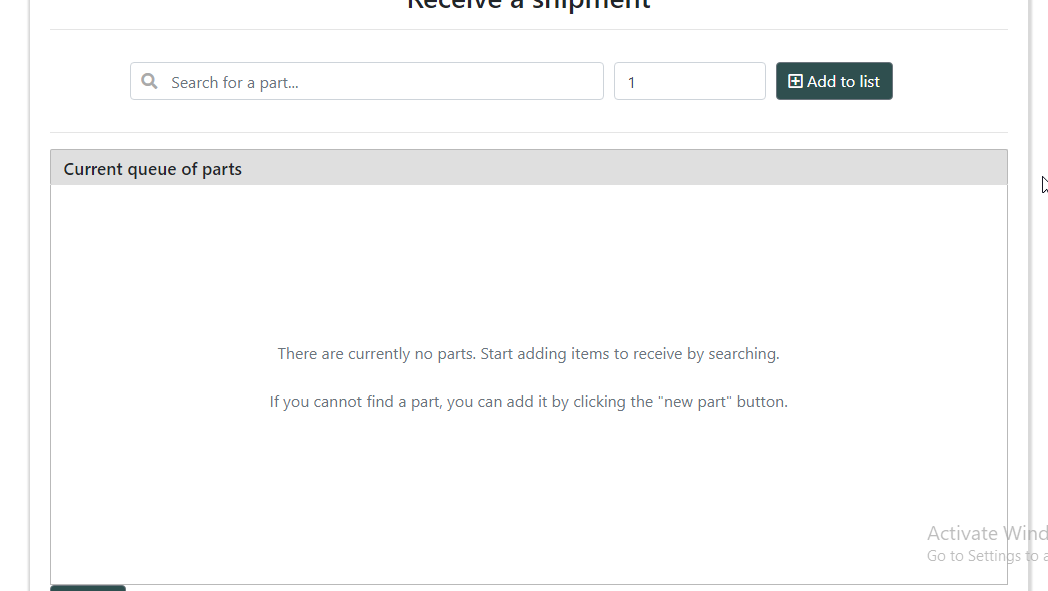 Receive a shipment
Search for a part...
1
Add to list
Current queue of parts
There are currently no parts. Start adding items to receive by searching.
If you cannot find a part, you can add it by clicking the "new part" button.
Activate Wind
Go to Settings to a